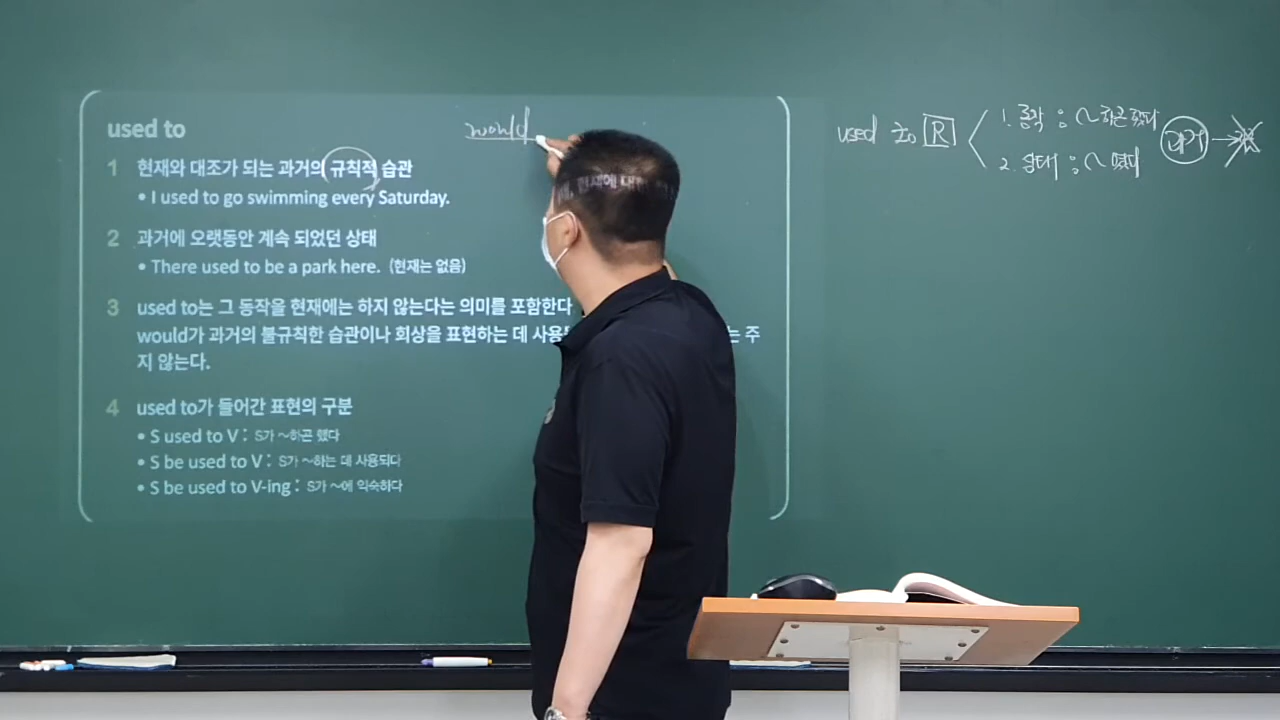 used to
would
1 현재와 대조가 되는 과거의 규칙적 습관
• I used to go swimming every Saturday.
2 과거에 오랫동안 계속 되었던 상태
• There used to be a park here. (현재는 없음)
3 used to는 그 동작을 현재에는 하지 않는다는 의미를 포함한다
현재에 대한
would가 과거의 불규칙한 습관이나 회상을 표현하는 데 사용 는 주
지 않는다.
4 used to가 들어간 표현의 구분
• S used to V : S가 ~하곤 했다
• S be used to V : S가 ~하는 데 사용되다
• S be used to V-ing : S가 ~에 익숙하다
used to R
1. 동작 : ~하곤 했다
2. 상태 : ~였다
과거 →